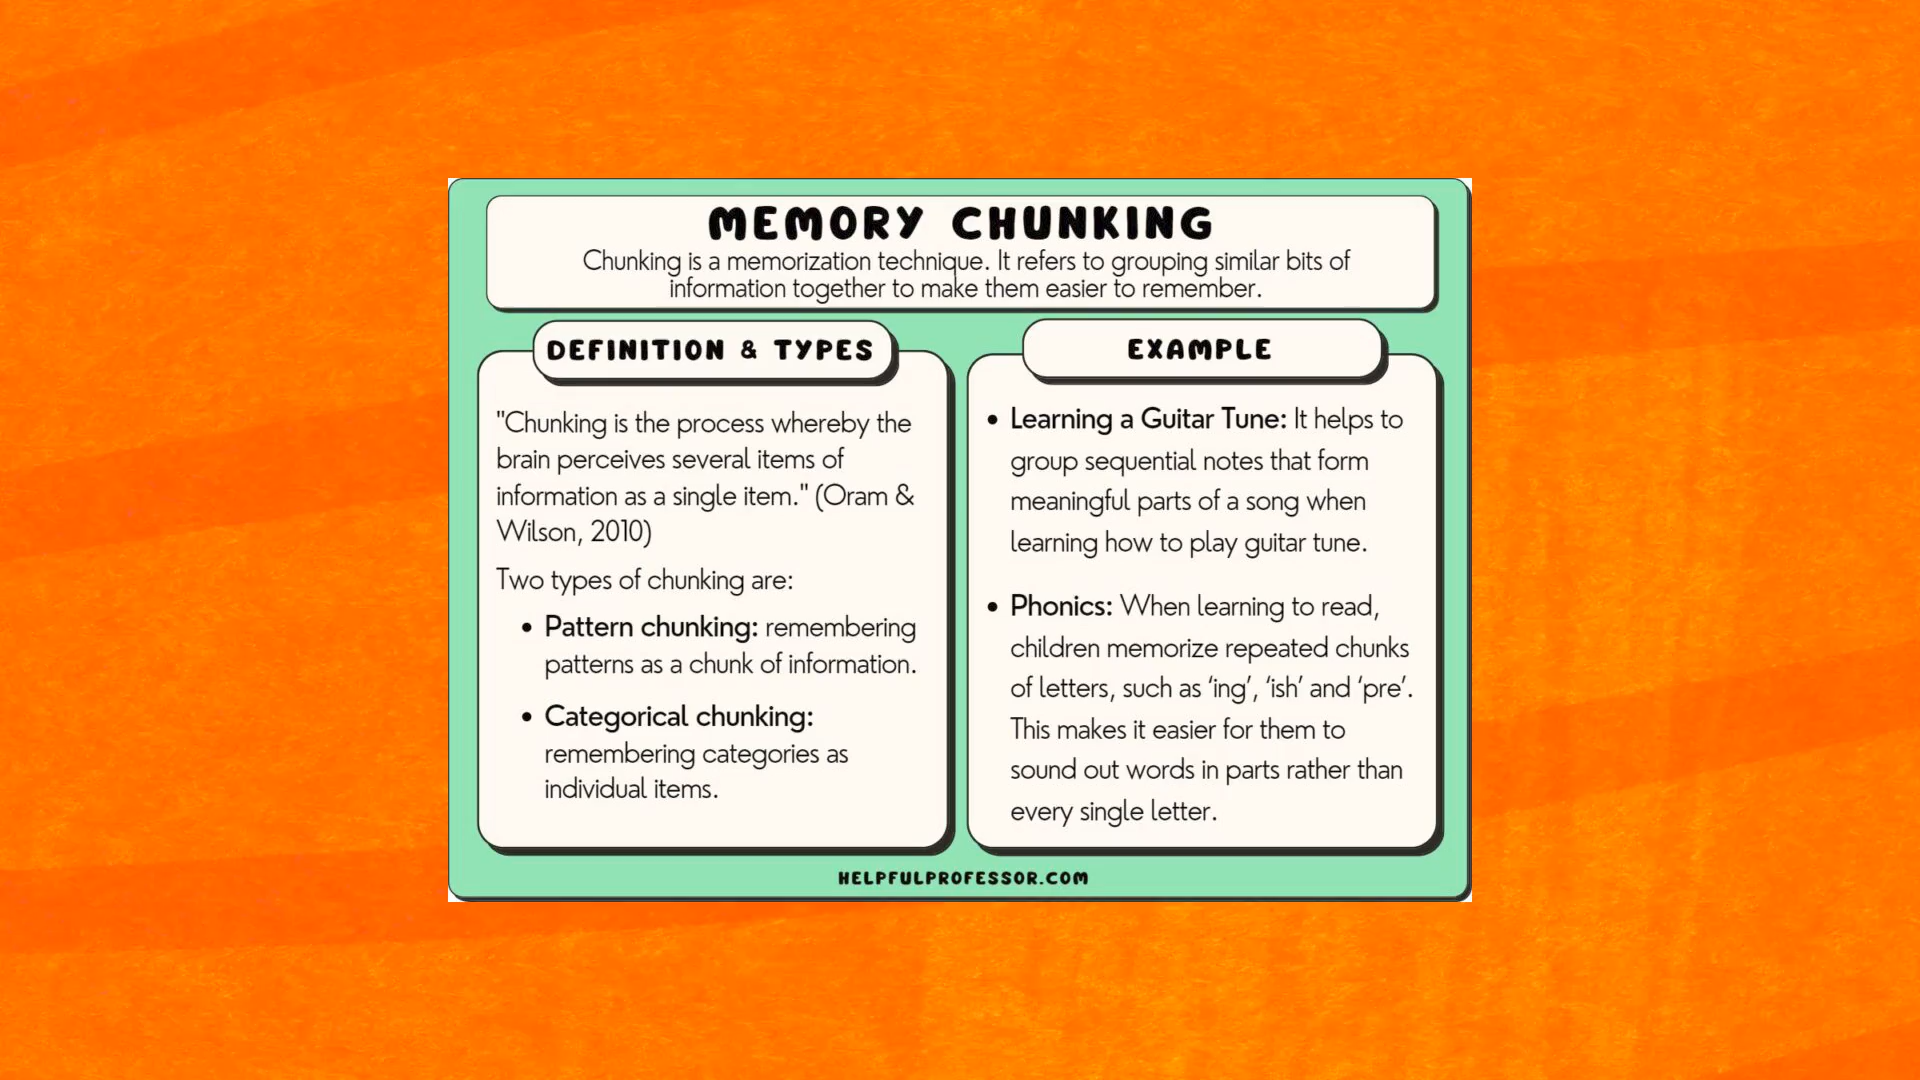 MEMORY CHUNKING
Chunking is a memorization technique. It refers to grouping similar bits of
information together to make them easier to remember.
DEFINITION & TYPES
"Chunking is the process whereby the
brain perceives several items of
information as a single item." (Oram &
Wilson, 2010)
Two types of chunking are:
• Pattern chunking: remembering
patterns as a chunk of information.
• Categorical chunking:
remembering categories as
individual items.
EXAMPLE
• Learning a Guitar Tune: It helps to
group sequential notes that form
meaningful parts of a song when
learning how to play guitar tune.
• Phonics: When learning to read,
children memorize repeated chunks
of letters, such as ‘ing’, ‘ish’ and ‘pre’.
This makes it easier for them to
sound out words in parts rather than
every single letter.
HELPFULPROFESSOR.COM